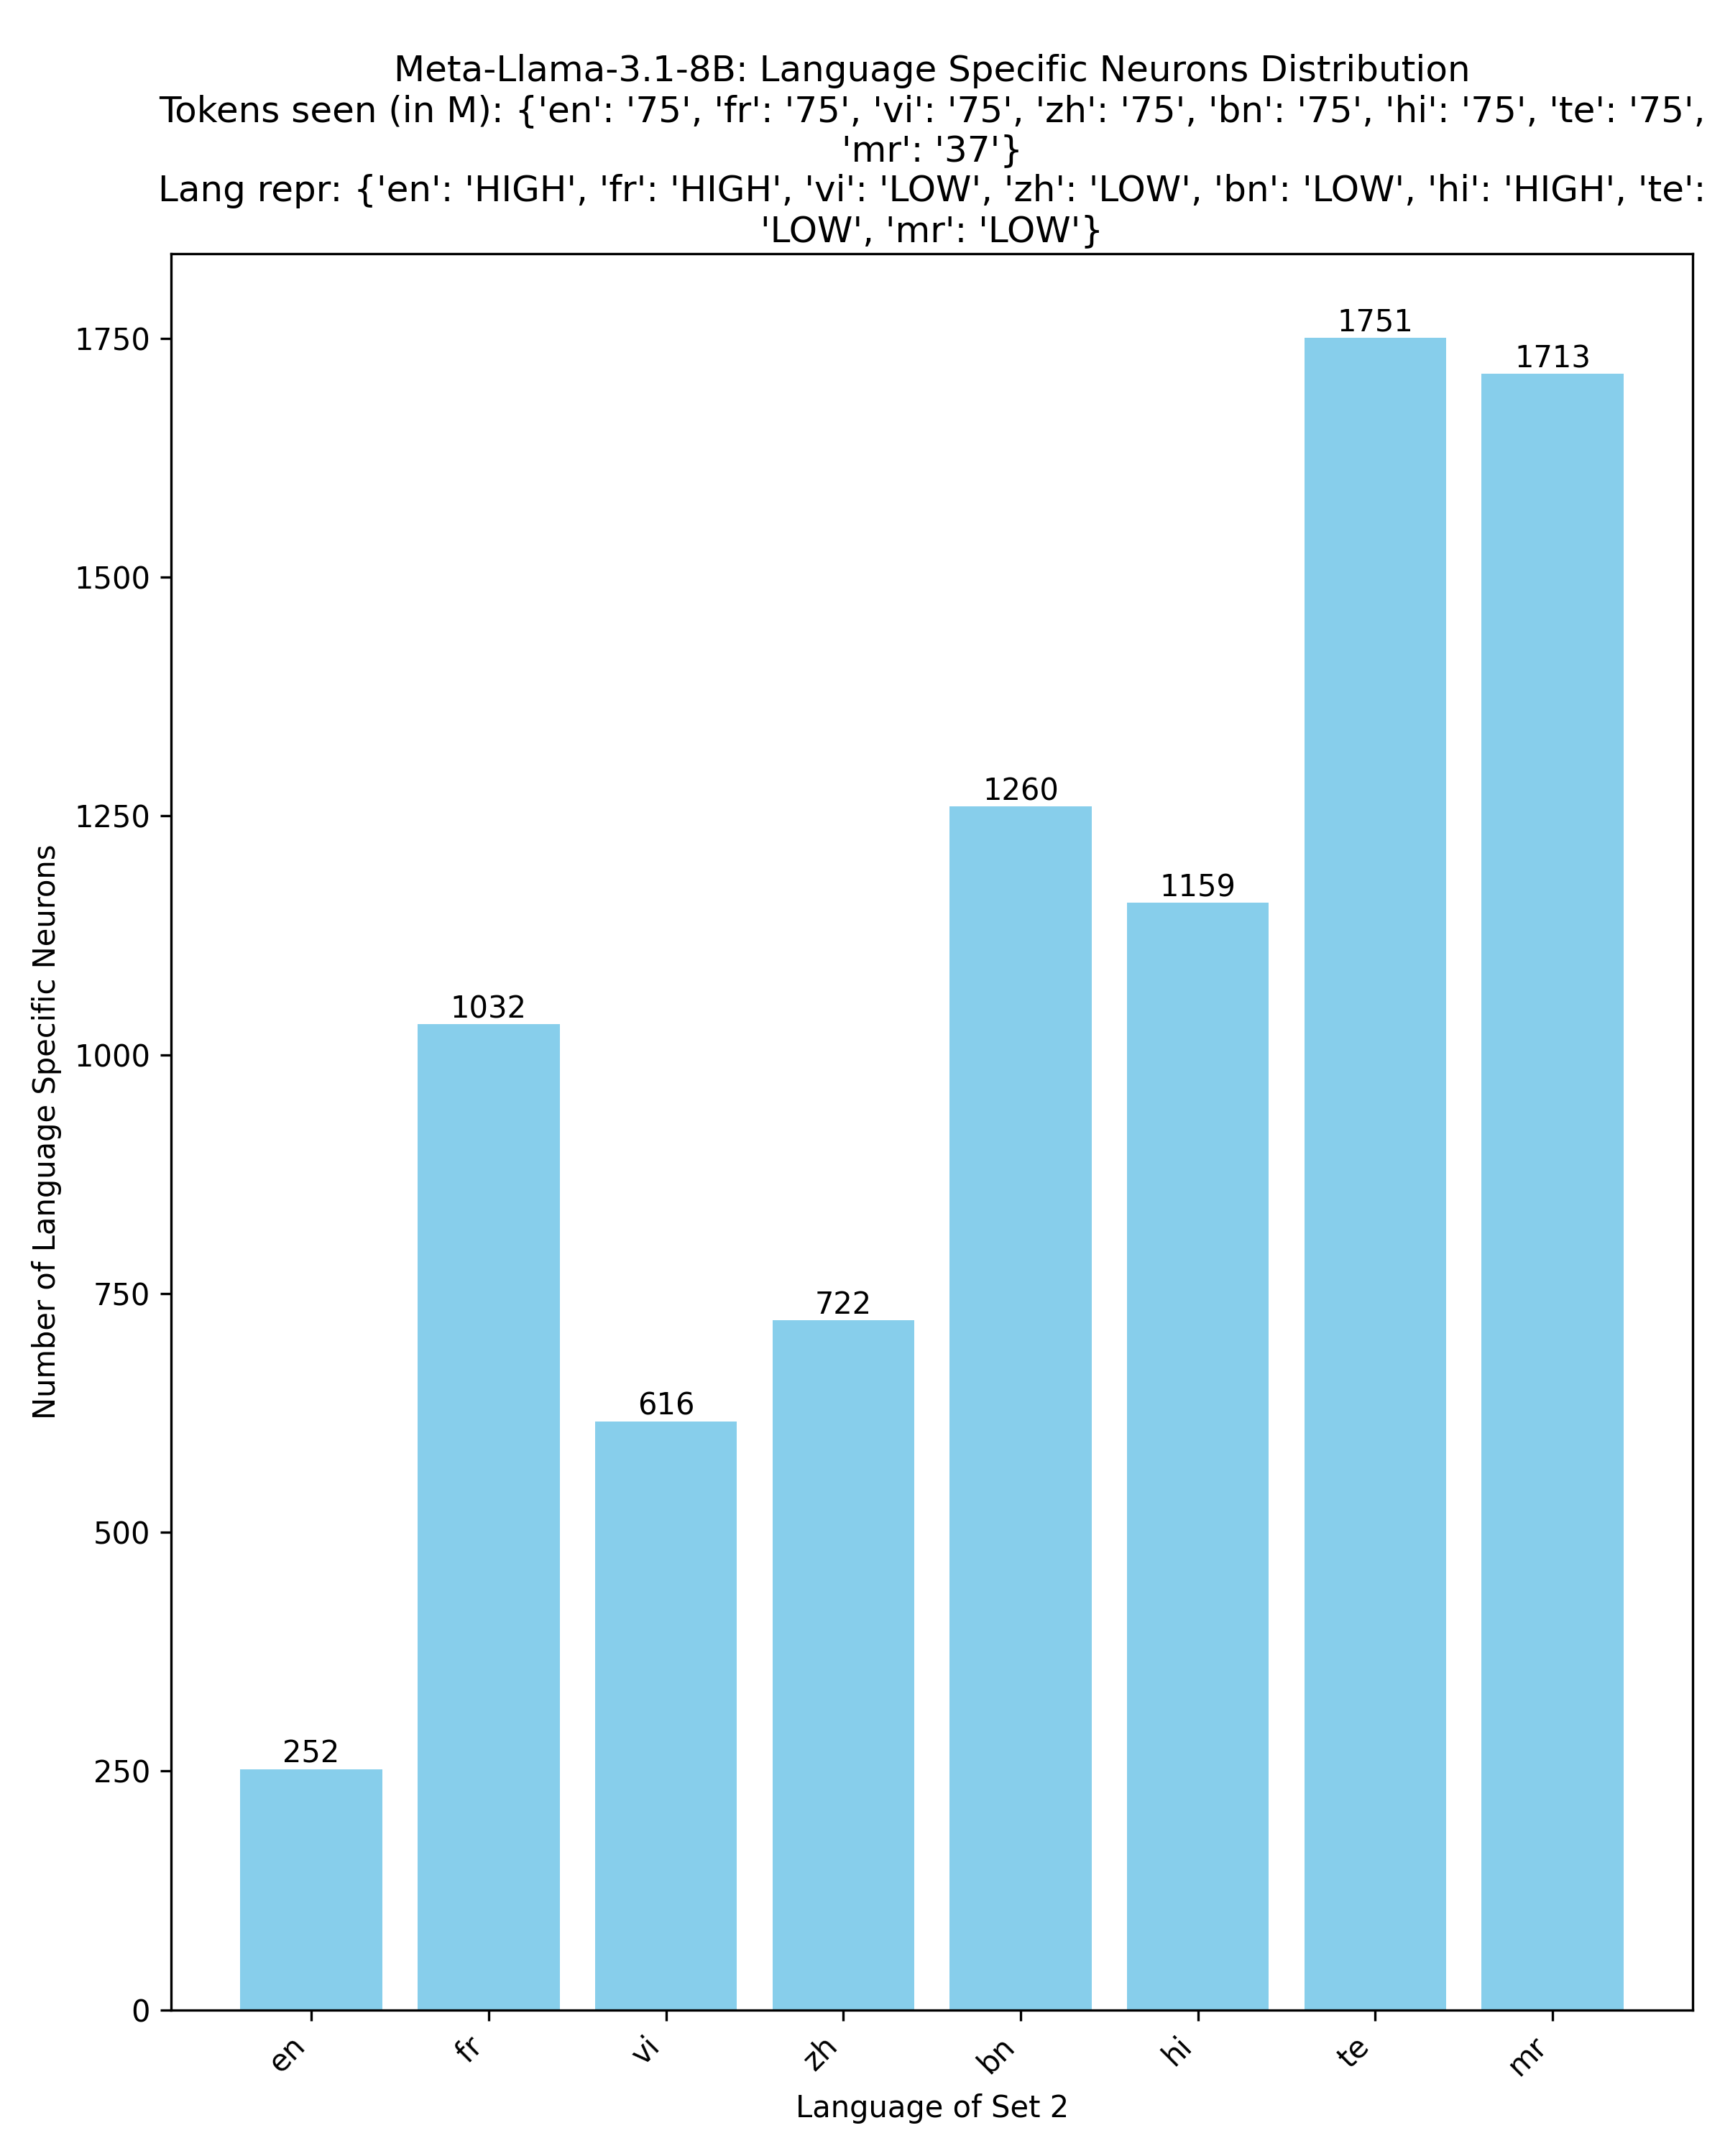 Meta-Llama-3.1-8B: Language Specific Neurons Distribution
Tokens seen (in M): {'en': '75', 'fr': '75', 'vi': '75', 'zh': '75', 'bn': '75', 'hi': '75', 'te': '75',
'mr': '37'}
Lang repr: {'en': 'HIGH', 'fr': 'HIGH', 'vi': 'LOW', 'zh': 'LOW', 'bn': 'LOW', 'hi': 'HIGH', 'te':
'LOW', 'mr': 'LOW'}
Number of Language Specific Neurons
1750
1500
1250
1000
750
500
250
0
252
1032
616
722
1260
1159
1751
1713
en
fr
vi
zh
bn
hi
te
mr
Language of Set 2